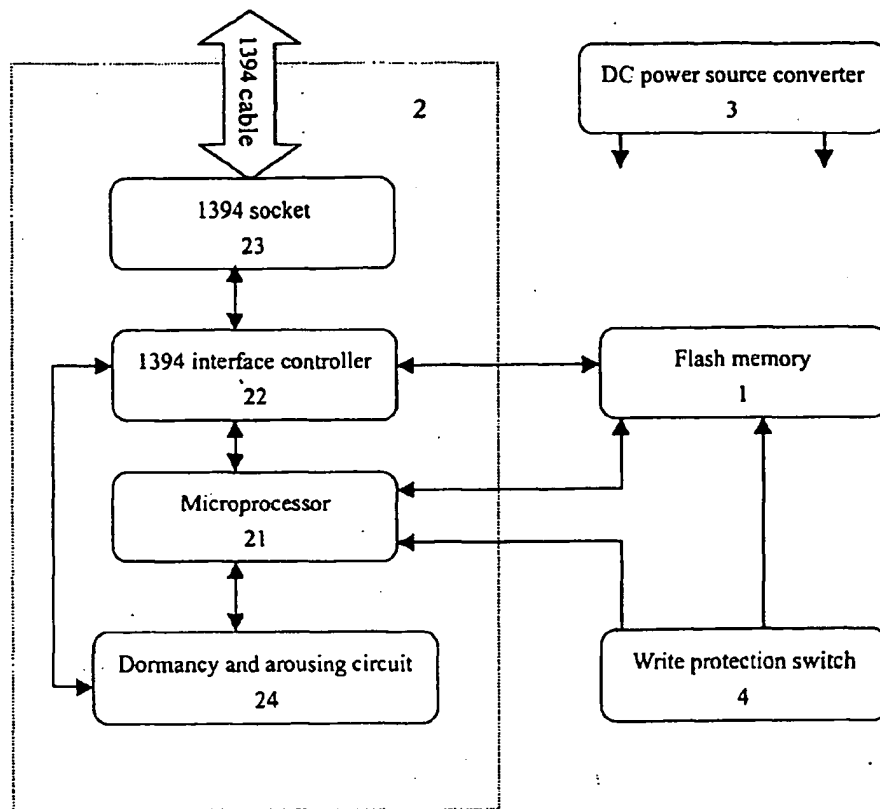 1394 cable
2
DC power source converter
3
1394 socket
23
1394 interface controller
22
Flash memory
1
Microprocessor
21
Dormancy and arousing circuit
24
Write protection switch
4